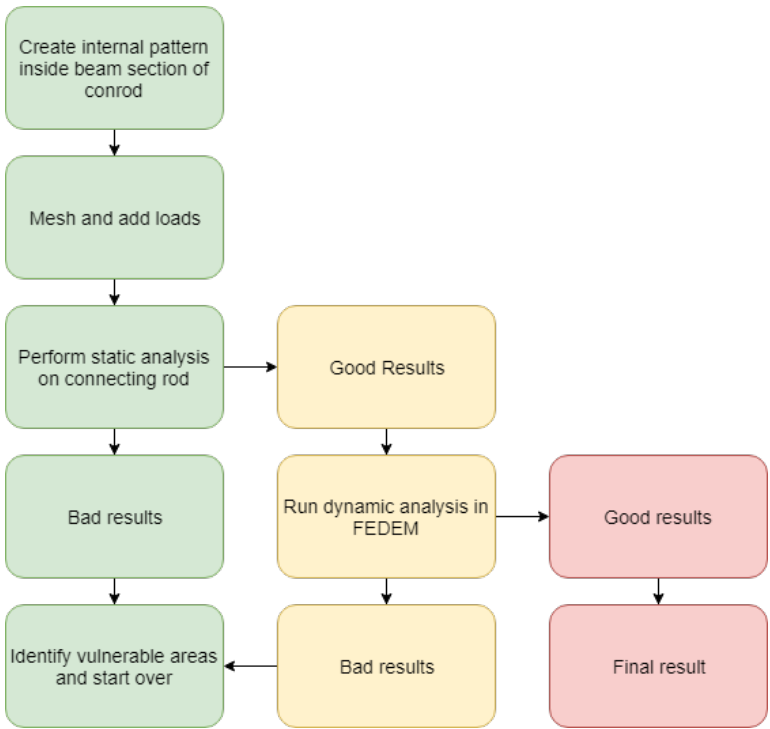 Create internal pattern
inside beam section of
conrod
Mesh and add loads
Perform static analysis
on connecting rod
Good Results
Bad results
Run dynamic analysis in
FEDEM
Good results
Identify vulnerable areas
and start over
Bad results
Final result